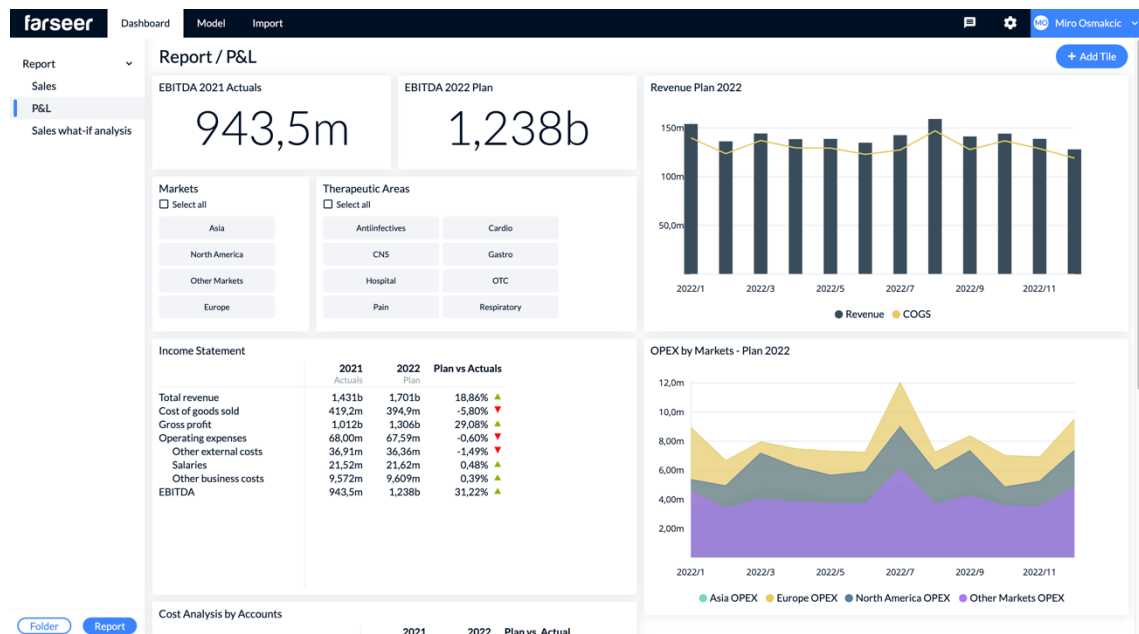 farseer Dashboard Model Import MO Miro Osmakcic
Report
Sales
P&L
Sales what-if analysis
Folder Report
Report / P&L
+ Add Tile
EBITDA 2021 Actuals
943,5m
EBITDA 2022 Plan
1,238b
Markets
Select all
Asia
North America
Other Markets
Europe
Therapeutic Areas
Select all
Antiinfectives Cardio
CNS Gastro
Hospital OTC
Pain Respiratory
Revenue Plan 2022
150m
100m
50,0m
2022/1 2022/3 2022/5 2022/7 2022/9 2022/11
Revenue COGS
Income Statement
2021 2022 Plan vs Actuals
Actuals Plan
Total revenue 1,431b 1,701b 18,86%
Cost of goods sold 419,2m 394,9m -5,80%
Gross profit 1,012b 1,306b 29,08%
Operating expenses 68,00m 67,59m -0,60%
Other external costs 36,91m 36,36m -1,49%
Salaries 21,52m 21,62m 0,48%
Other business costs 9,572m 9,609m 0,39%
EBITDA 943,5m 1,238b 31,22%
OPEX by Markets - Plan 2022
12,0m
10,0m
8,00m
6,00m
4,00m
2,00m
2022/1 2022/3 2022/5 2022/7 2022/9 2022/11
Asia OPEX Europe OPEX North America OPEX Other Markets OPEX
Cost Analysis by Accounts
2021 2022 Plan vs. Actual